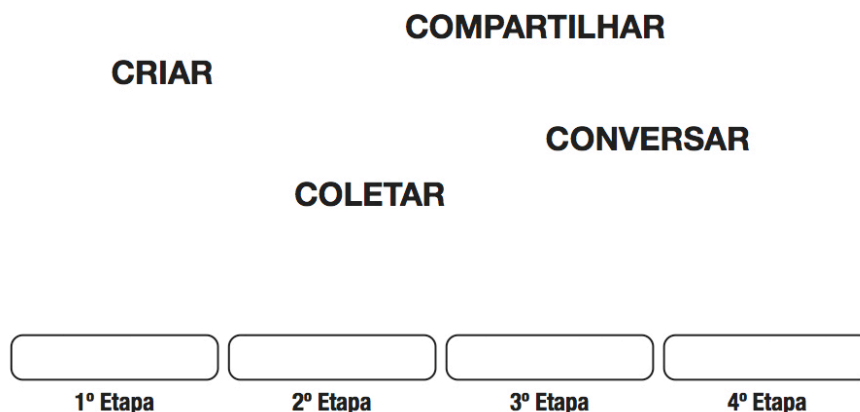 COMPARTILHAR
CRIAR
CONVERSAR
COLETAR
1º Etapa
2º Etapa
3º Etapa
4º Etapa